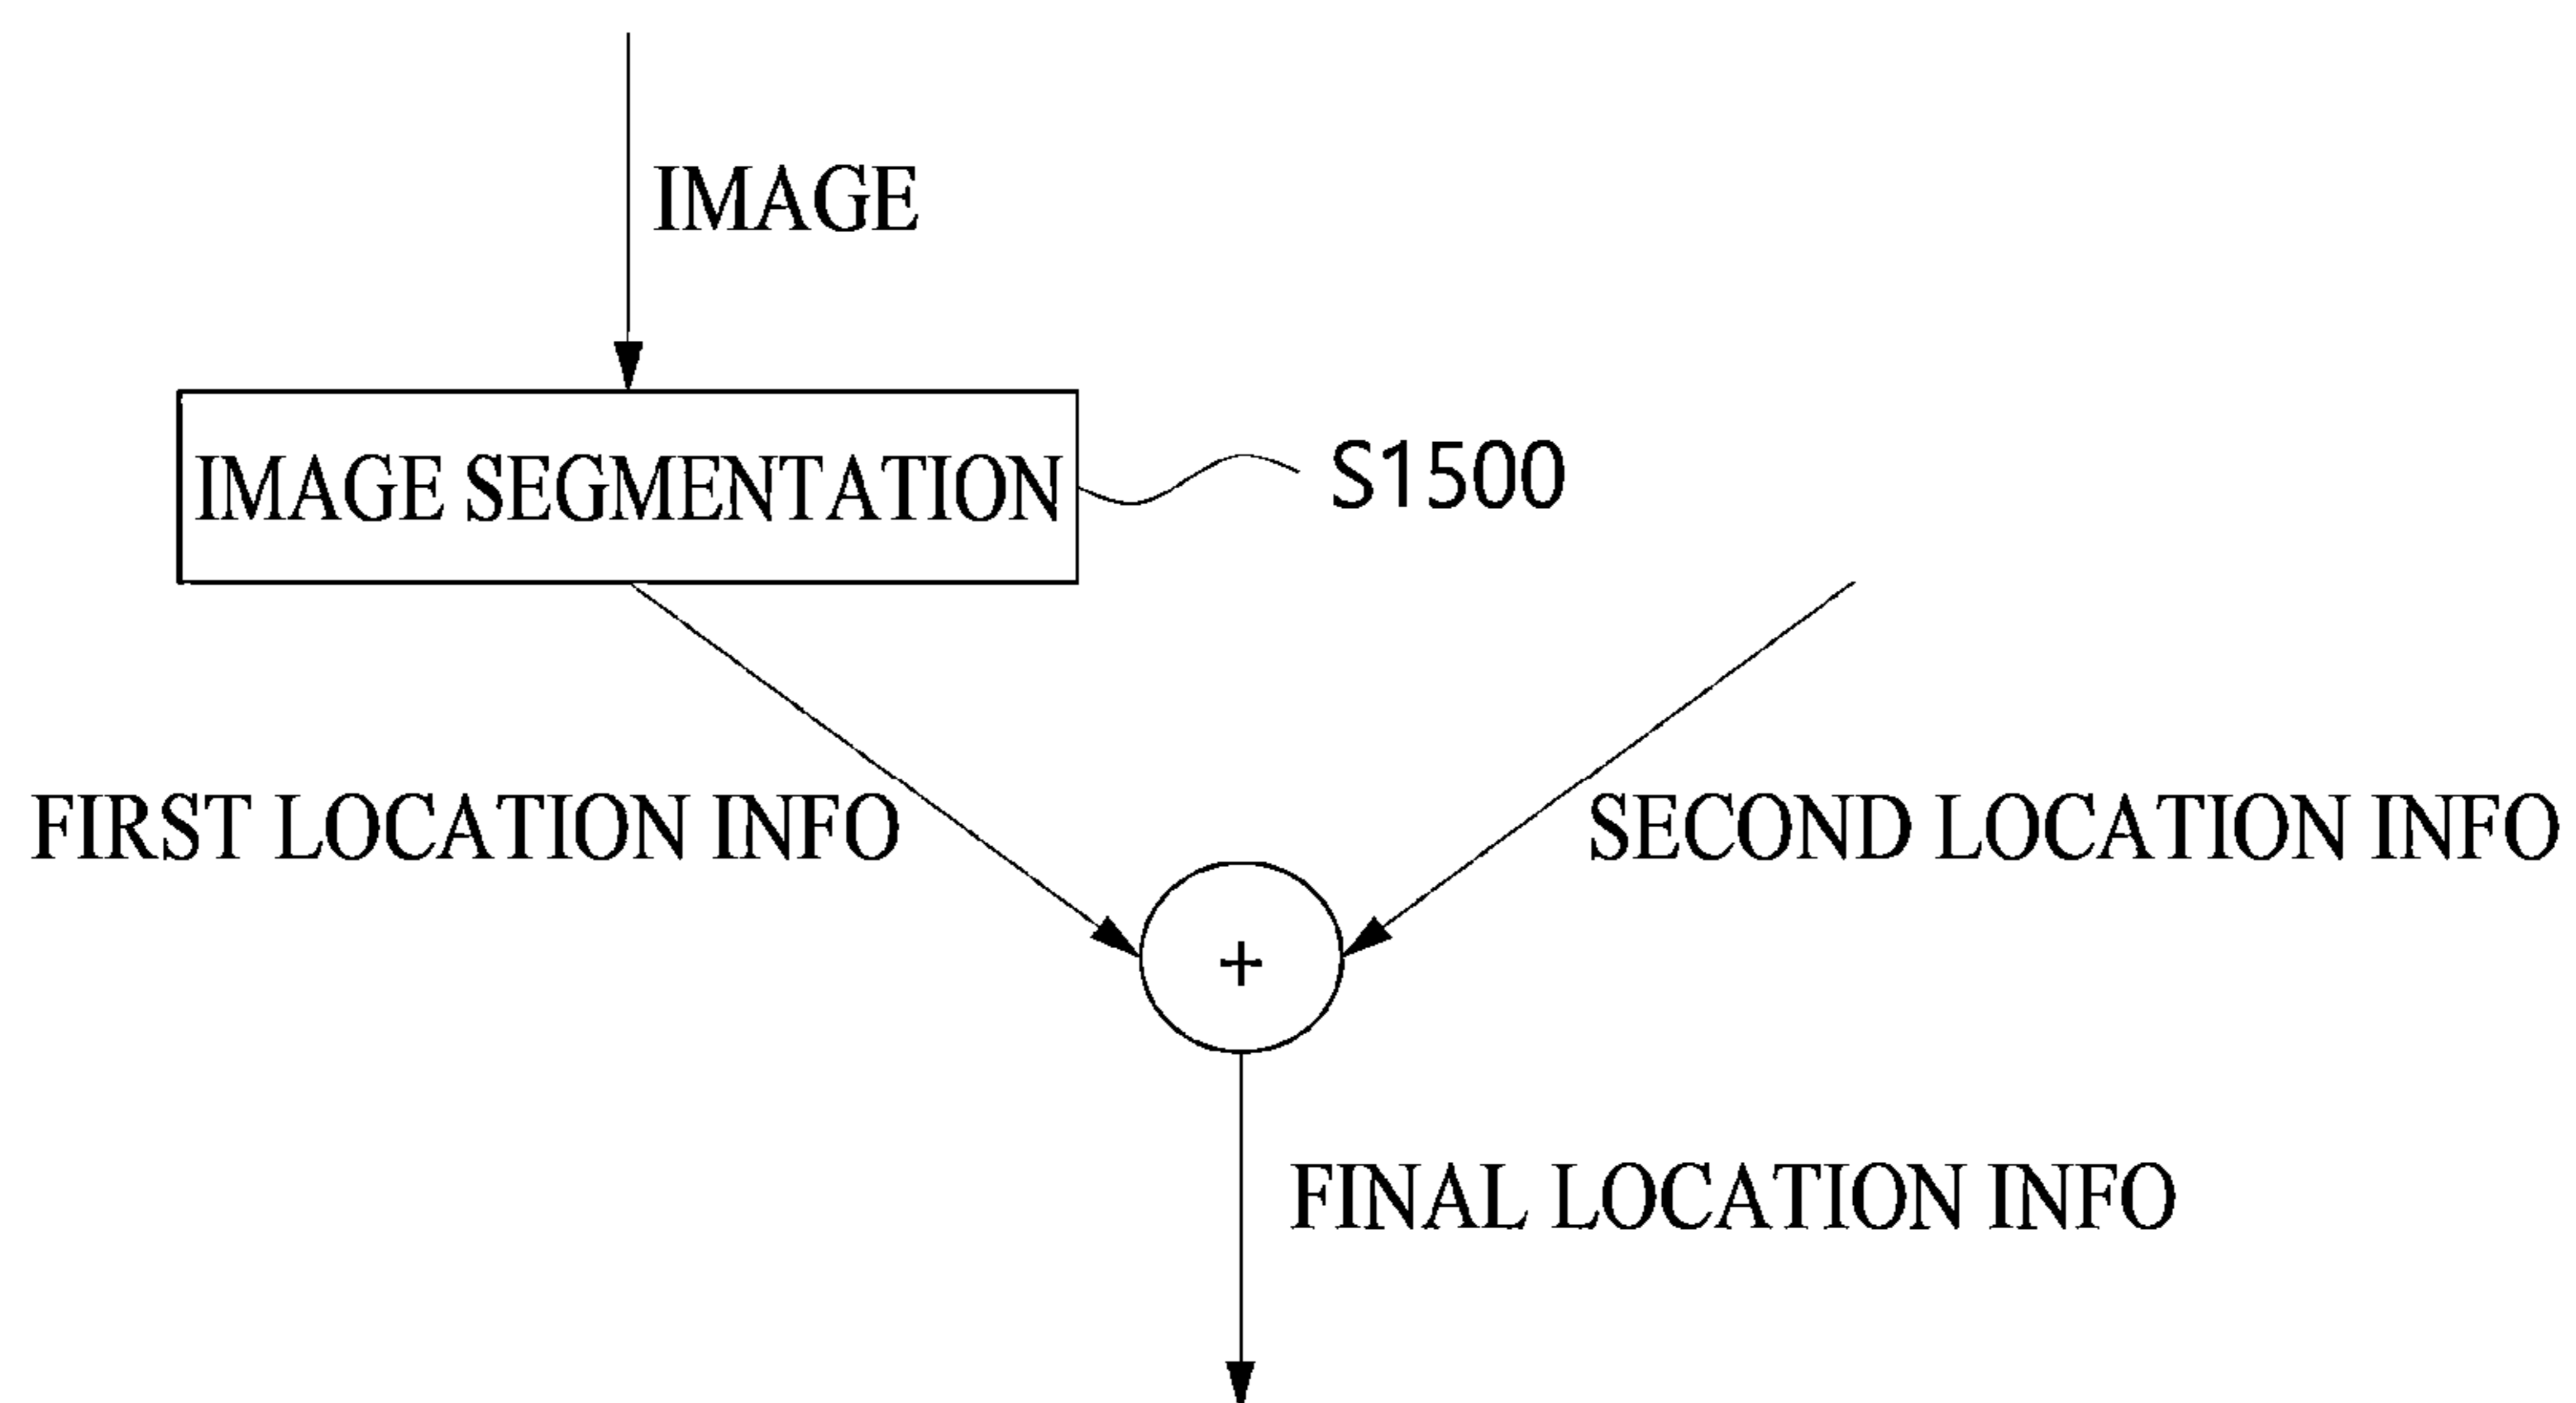 IMAGE
IMAGE SEGMENTATION
S1500
FIRST LOCATION INFO
SECOND LOCATION INFO
+
FINAL LOCATION INFO